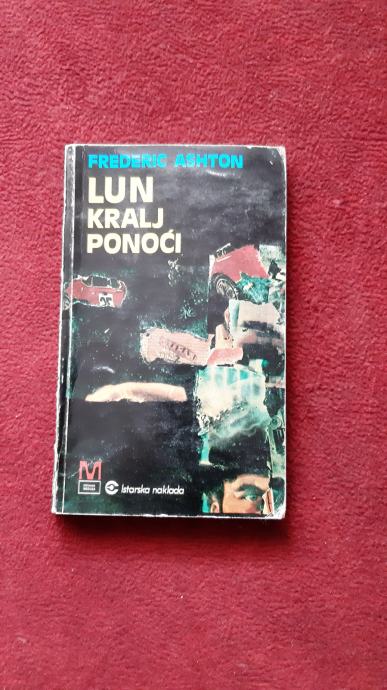 FREDERIC ASHTON
LUN
KRALJ
PONOĆI
M
Istarska naklada